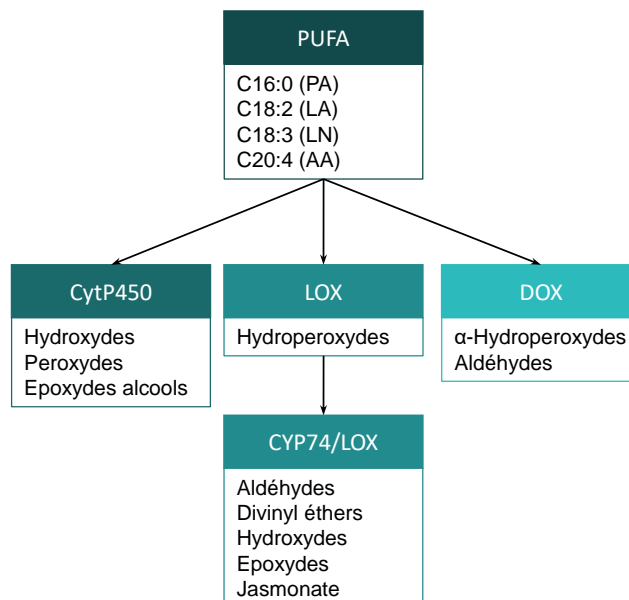 PUFA
C16:0 (PA)
C18:2 (LA)
C18:3 (LN)
C20:4 (AA)
CytP450
Hydroxydes
Peroxydes
Epoxydes alcools
LOX
Hydroperoxydes
DOX
α-Hydroperoxydes
Aldéhydes
CYP74/LOX
Aldéhydes
Divinyl éthers
Hydroxydes
Epoxydes
Jasmonate